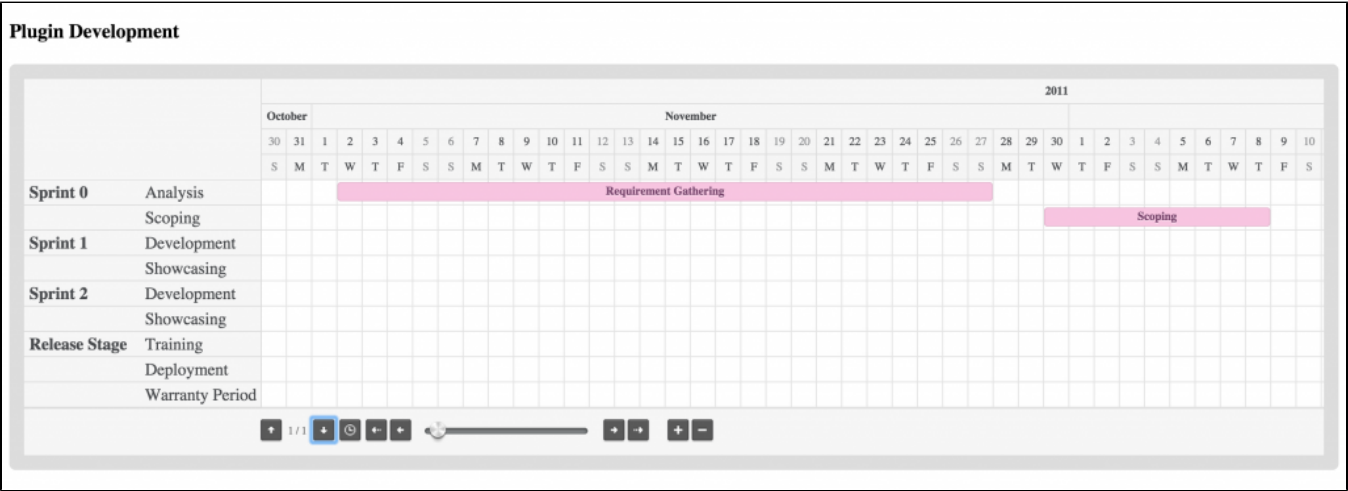 Plugin Development
2011
October November
30 31 1 2 3 4 5 6 7 8 9 10 11 12 13 14 15 16 17 18 19 20 21 22 23 24 25 26 27 28 29 30 1 2 3 4 5 6 7 8 9 10
S M T W T F S S M T W T F S S M T W T F S S M T W T F S S M T W T F S S M T W T F S
Sprint 0 Analysis Requirement Gathering
Scoping Scoping
Sprint 1 Development
Showcasing
Sprint 2 Development
Showcasing
Release Stage Training
Deployment
Warranty Period
1/1